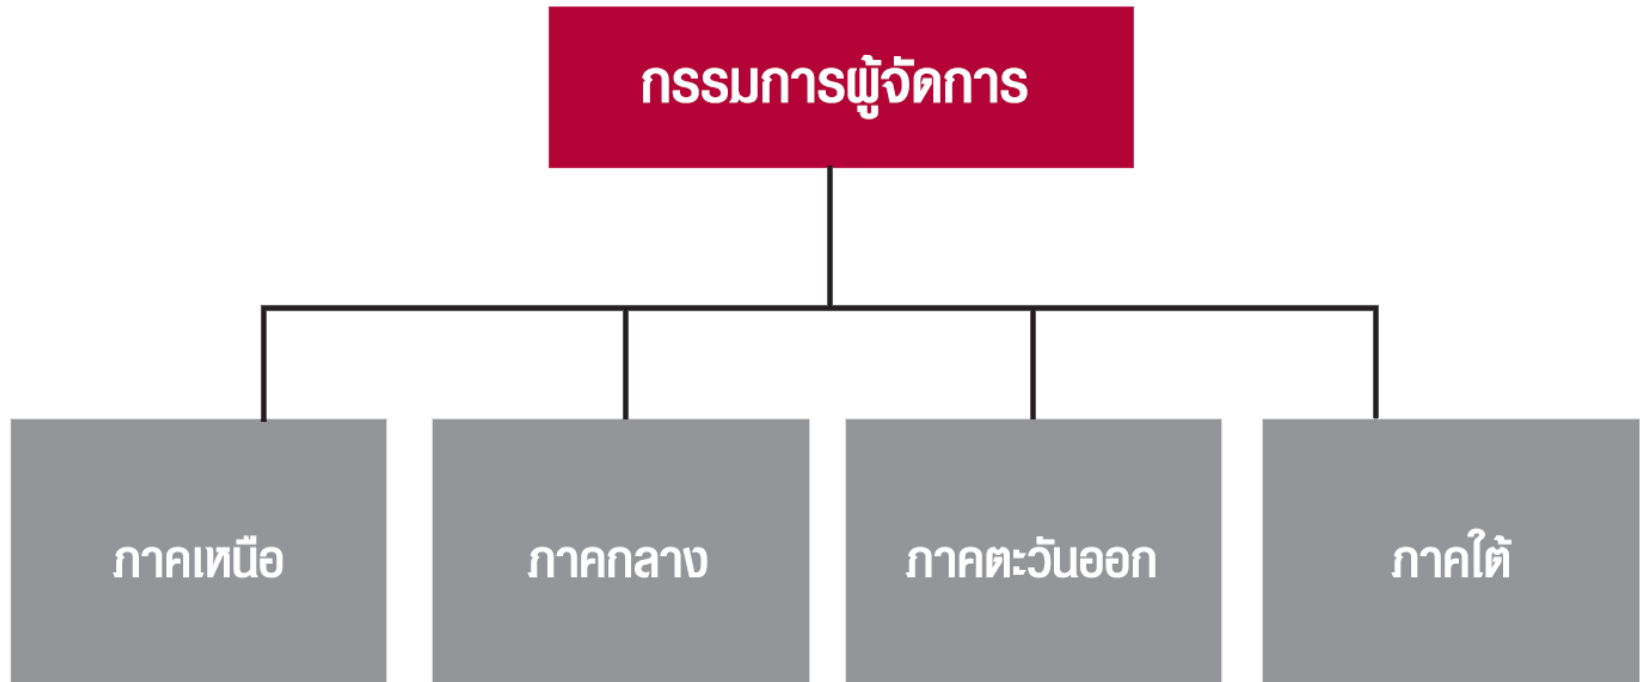 กรรมการผู้จัดการ
ภาคเหนือ
ภาคกลาง
ภาคตะวันออก
ภาคใต้